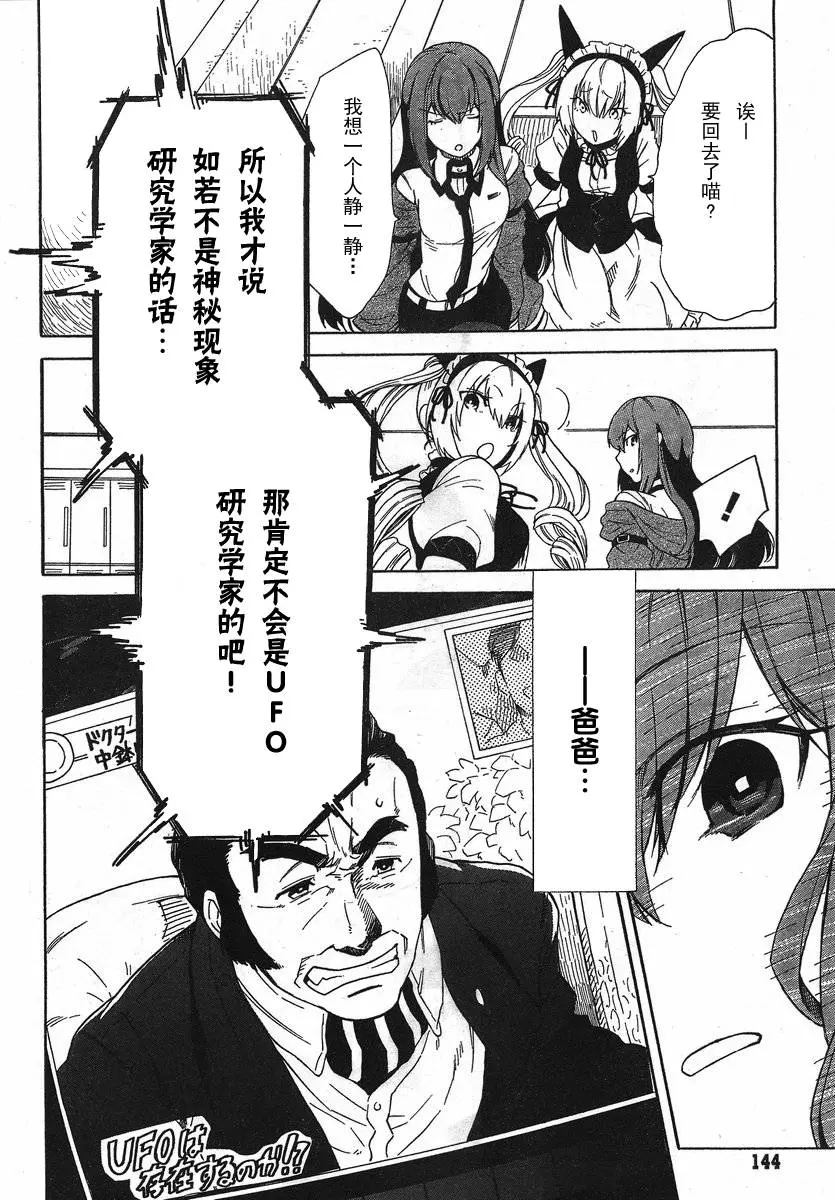 诶—
要回去了喵？
我想一个人静一静…
！
所以我才说
如若不是神秘现象
研究学家的话…
那肯定不会是UFO
研究学家的吧！
——爸爸…
ドクター
中鉢
UFOは
存在するのか!?
144